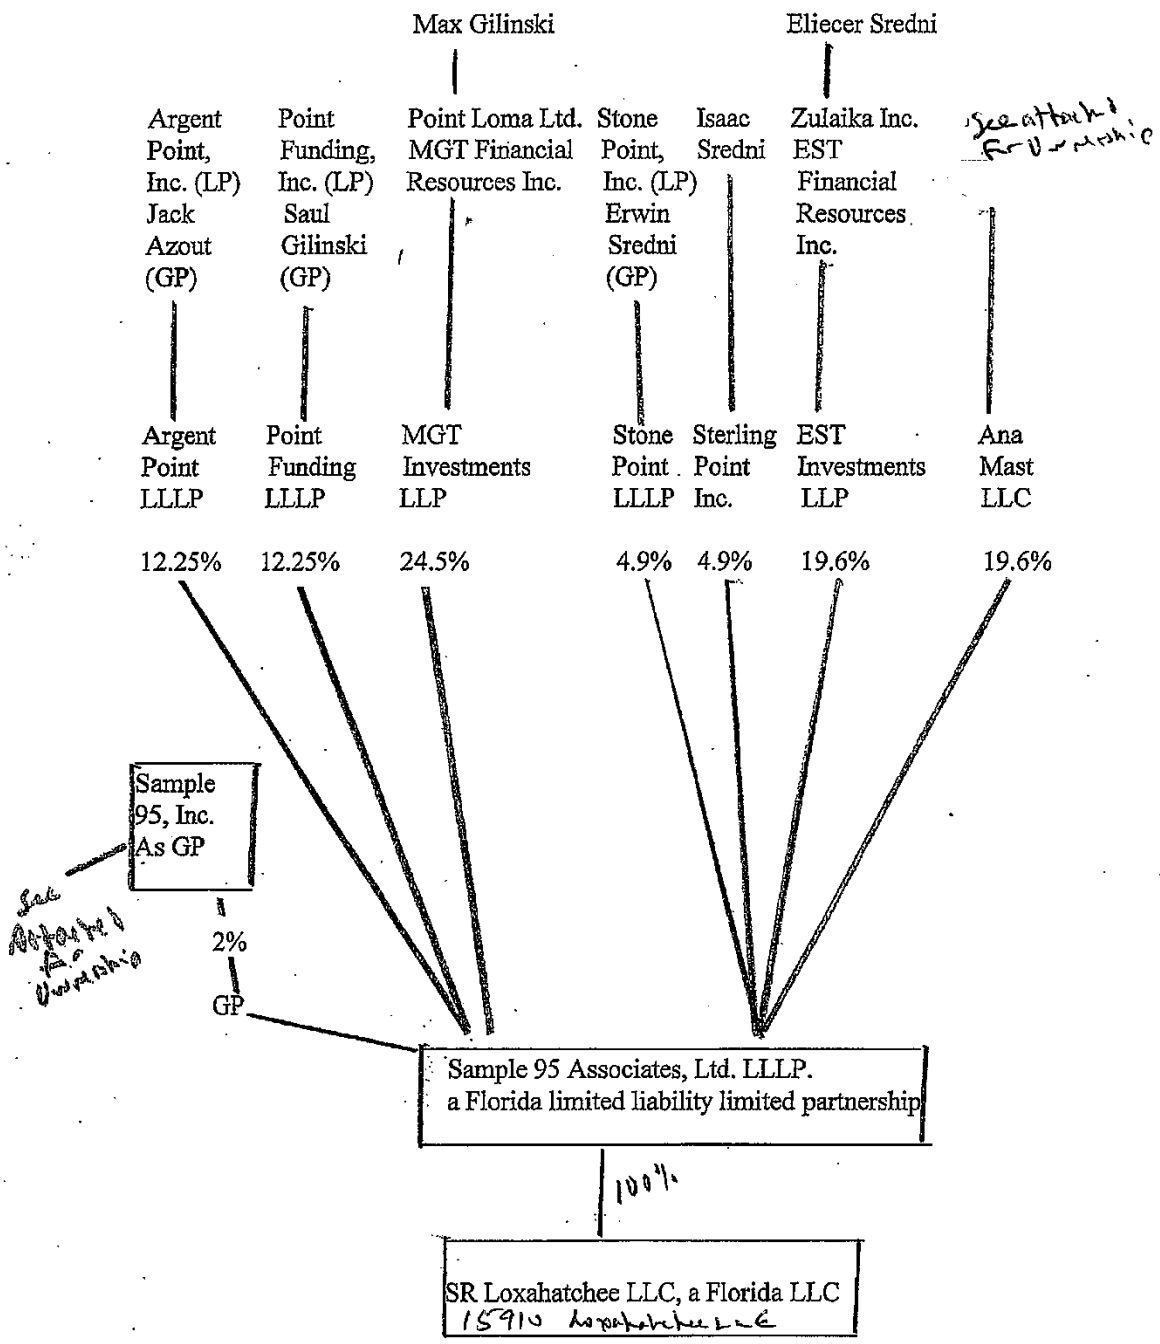 Max Gilinski
Eliecer Sredni
Argent
Point,
Inc. (LP)
Jack
Azout
(GP)
Point
Funding,
Inc. (LP)
Saul
Gilinski
(GP)
Point Loma Ltd.
MGT Financial
Resources Inc.
Stone
Point,
Inc. (LP)
Erwin
Sredni
(GP)
Isaac
Sredni
Zulaika Inc.
EST
Financial
Resources
Inc.
See attached
For Ownership
Argent
Point
LLLP
12.25%
Point
Funding
LLLP
12.25%
MGT
Investments
LLP
24.5%
Stone
Point
LLLP
4.9%
Sterling
Point
Inc.
4.9%
EST
Investments
LLP
19.6%
Ana
Mast
LLC
19.6%
Sample
95, Inc.
As GP
See
Attached
For
Ownership
2%
GP
Sample 95 Associates, Ltd. LLLP.
a Florida limited liability limited partnership
100%
SR Loxahatchee LLC, a Florida LLC
15910 Loxahatchee LLC